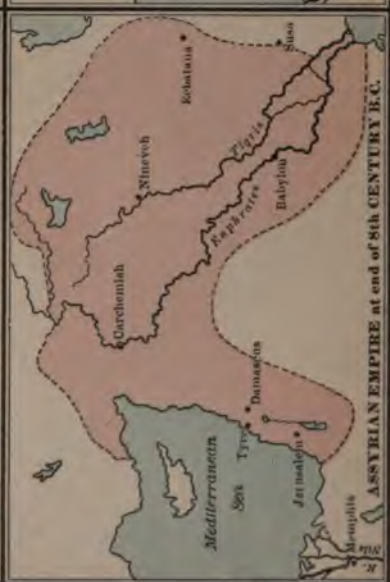 Ecbatana
Susa
Nineveh
Tigris
Euphrates
Babylon
Carchemish
Damascus
Tyre
Mediterranean
Sea
Jerusalem
Memphis
R. Nile
ASSYRIAN EMPIRE at end of 8th CENTURY B.C.